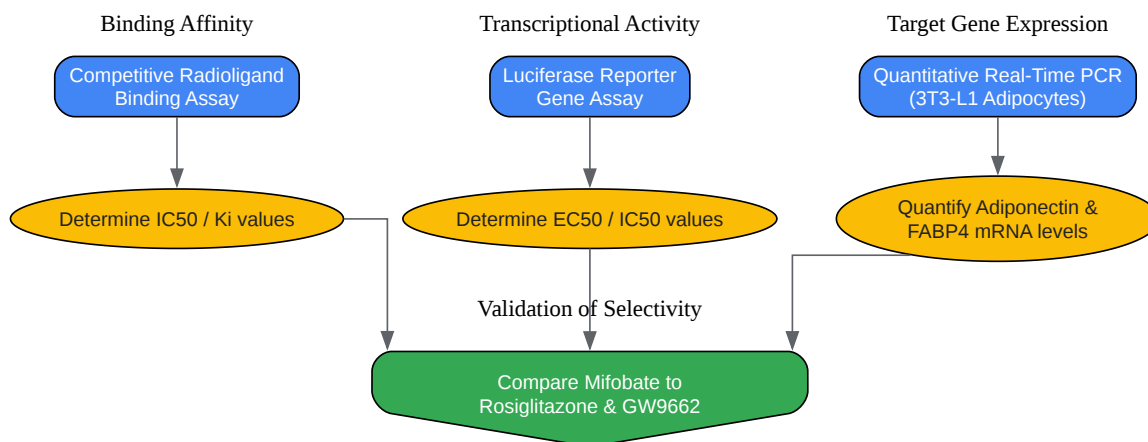 Binding Affinity
Transcriptional Activity
Target Gene Expression
Competitive Radioligand
Binding Assay
Luciferase Reporter
Gene Assay
Quantitative Real-Time PCR
(3T3-L1 Adipocytes)
Determine IC50 / Ki values
Determine EC50 / IC50 values
Quantify Adiponectin &
FABP4 mRNA levels
Validation of Selectivity
Compare Mifobate to
Rosiglitazone & GW9662